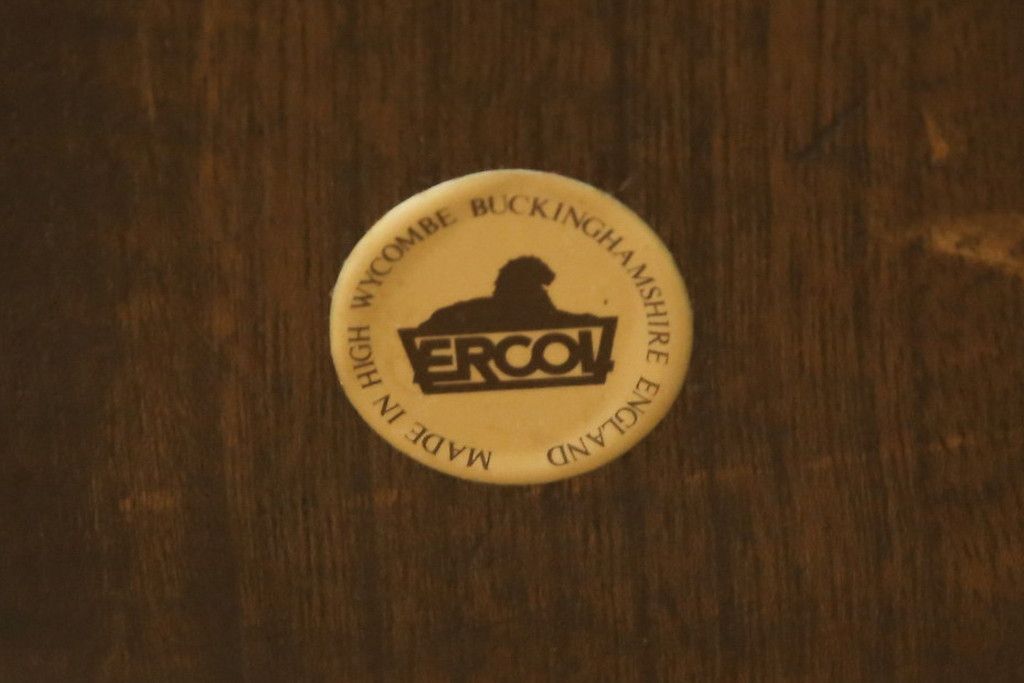 MADE IN HIGH WYCOMBE BUCKINGHAMSHIRE ENGLAND
ERCOL